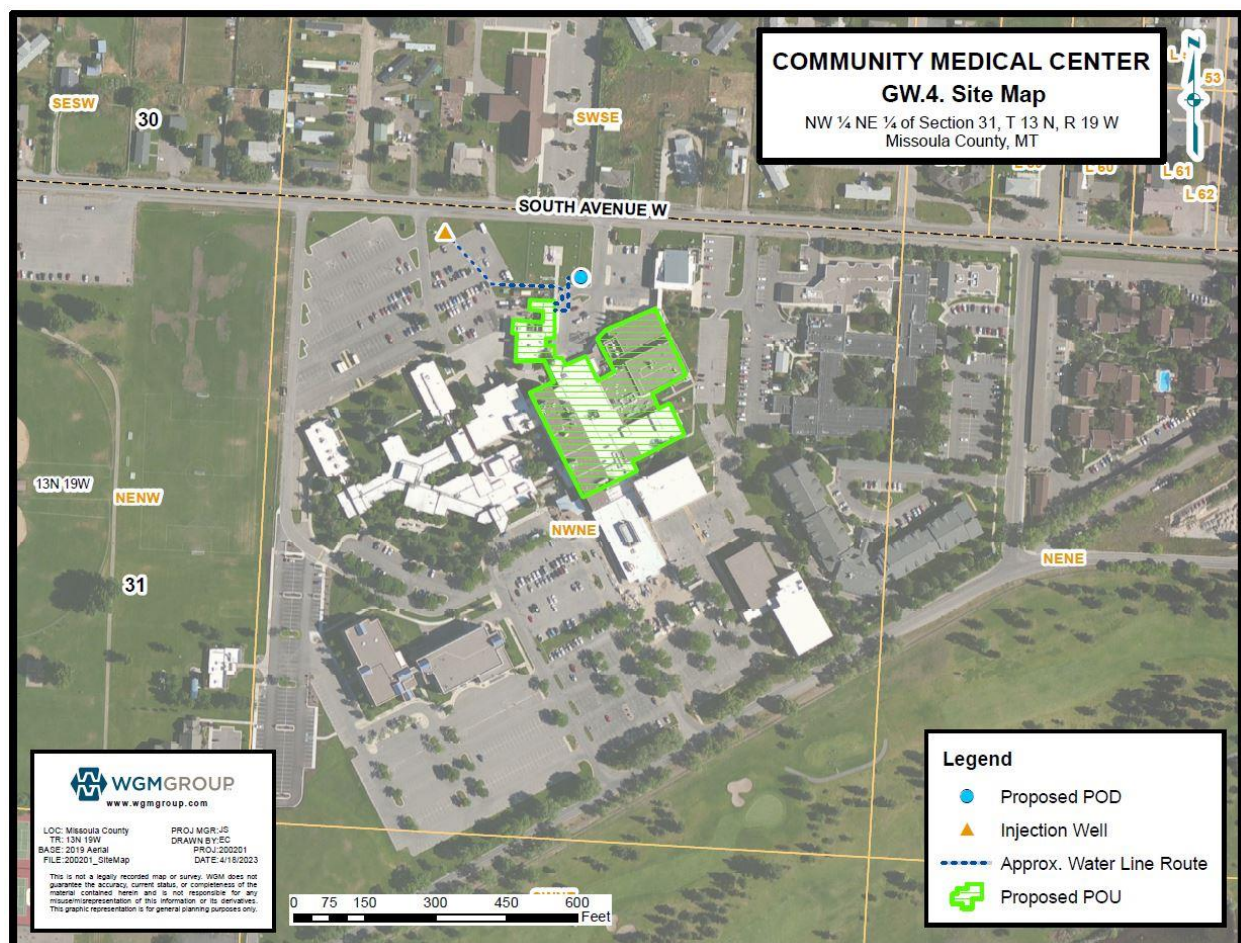 COMMUNITY MEDICAL CENTER
GW.4. Site Map
NW ¼ NE ¼ of Section 31, T 13 N, R 19 W
Missoula County, MT
N
53
L 60
L 61
L 62
SESW
30
SWSE
SOUTH AVENUE W
13N 19W
NENW
NWNE
NENE
31
WGMGROUP
www.wgmgroup.com
LOC: Missoula County PROJ MGR: JS
TR: 13N 19W DRAWN BY: EC
BASE: 2019 Aerial PROJ: 200201
FILE: 200201_SiteMap DATE: 4/18/2023
This is not a legally recorded map or survey. WGM does not
guarantee the accuracy, current status, or completeness of the
material contained herein and is not responsible for any
misuse/misrepresentation of this information or its derivatives.
This graphic representation is for general planning purposes only.
0 75 150 300 450 600
Feet
Legend
Proposed POD
Injection Well
Approx. Water Line Route
Proposed POU